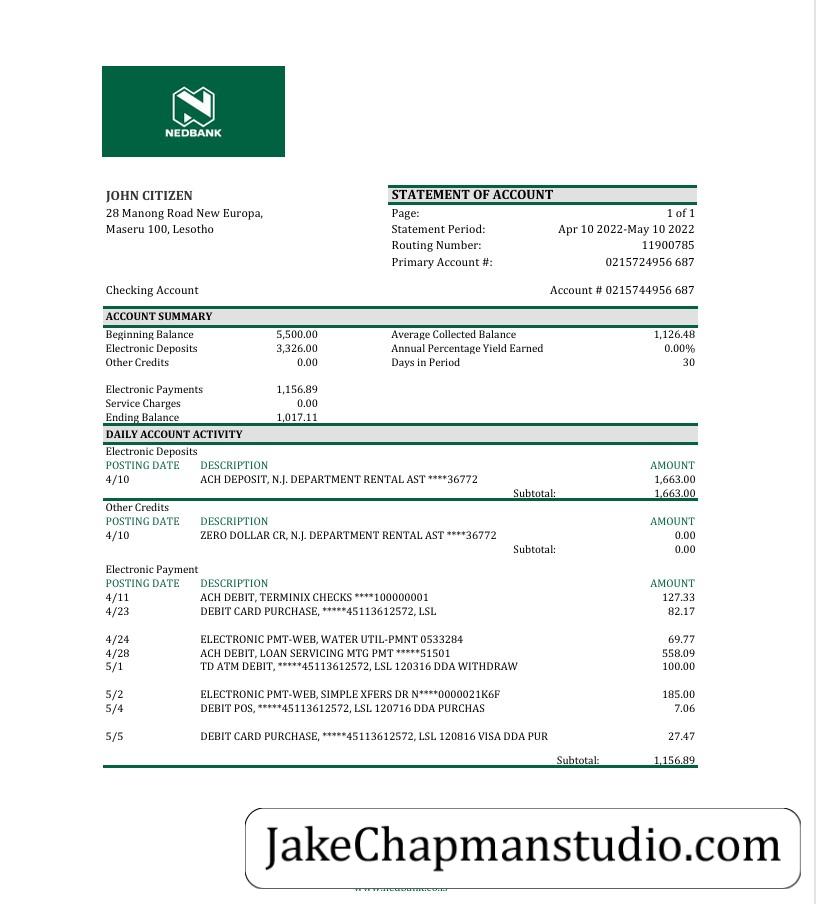 NEDBANK
JOHN CITIZEN
28 Manong Road New Europa,
Maseru 100, Lesotho
STATEMENT OF ACCOUNT
Page: 1 of 1
Statement Period: Apr 10 2022-May 10 2022
Routing Number: 11900785
Primary Account #: 0215724956 687
Checking Account Account # 0215744956 687
ACCOUNT SUMMARY
Beginning Balance 5,500.00 Average Collected Balance 1,126.48
Electronic Deposits 3,326.00 Annual Percentage Yield Earned 0.00%
Other Credits 0.00 Days in Period 30
Electronic Payments 1,156.89
Service Charges 0.00
Ending Balance 1,017.11
DAILY ACCOUNT ACTIVITY
Electronic Deposits
POSTING DATE DESCRIPTION AMOUNT
4/10 ACH DEPOSIT, N.J. DEPARTMENT RENTAL AST ****36772 1,663.00
Subtotal: 1,663.00
Other Credits
POSTING DATE DESCRIPTION AMOUNT
4/10 ZERO DOLLAR CR, N.J. DEPARTMENT RENTAL AST ****36772 0.00
Subtotal: 0.00
Electronic Payment
POSTING DATE DESCRIPTION AMOUNT
4/11 ACH DEBIT, TERMINIX CHECKS ****100000001 127.33
4/23 DEBIT CARD PURCHASE, *****45113612572, LSL 82.17
4/24 ELECTRONIC PMT-WEB, WATER UTIL-PMNT 0533284 69.77
4/28 ACH DEBIT, LOAN SERVICING MTG PMT *****51501 558.09
5/1 TD ATM DEBIT, *****45113612572, LSL 120316 DDA WITHDRAW 100.00
5/2 ELECTRONIC PMT-WEB, SIMPLE XFERS DR N****0000021K6F 185.00
5/4 DEBIT POS, *****45113612572, LSL 120716 DDA PURCHAS 7.06
5/5 DEBIT CARD PURCHASE, *****45113612572, LSL 120816 VISA DDA PUR 27.47
Subtotal: 1,156.89
JakeChapmanstudio.com